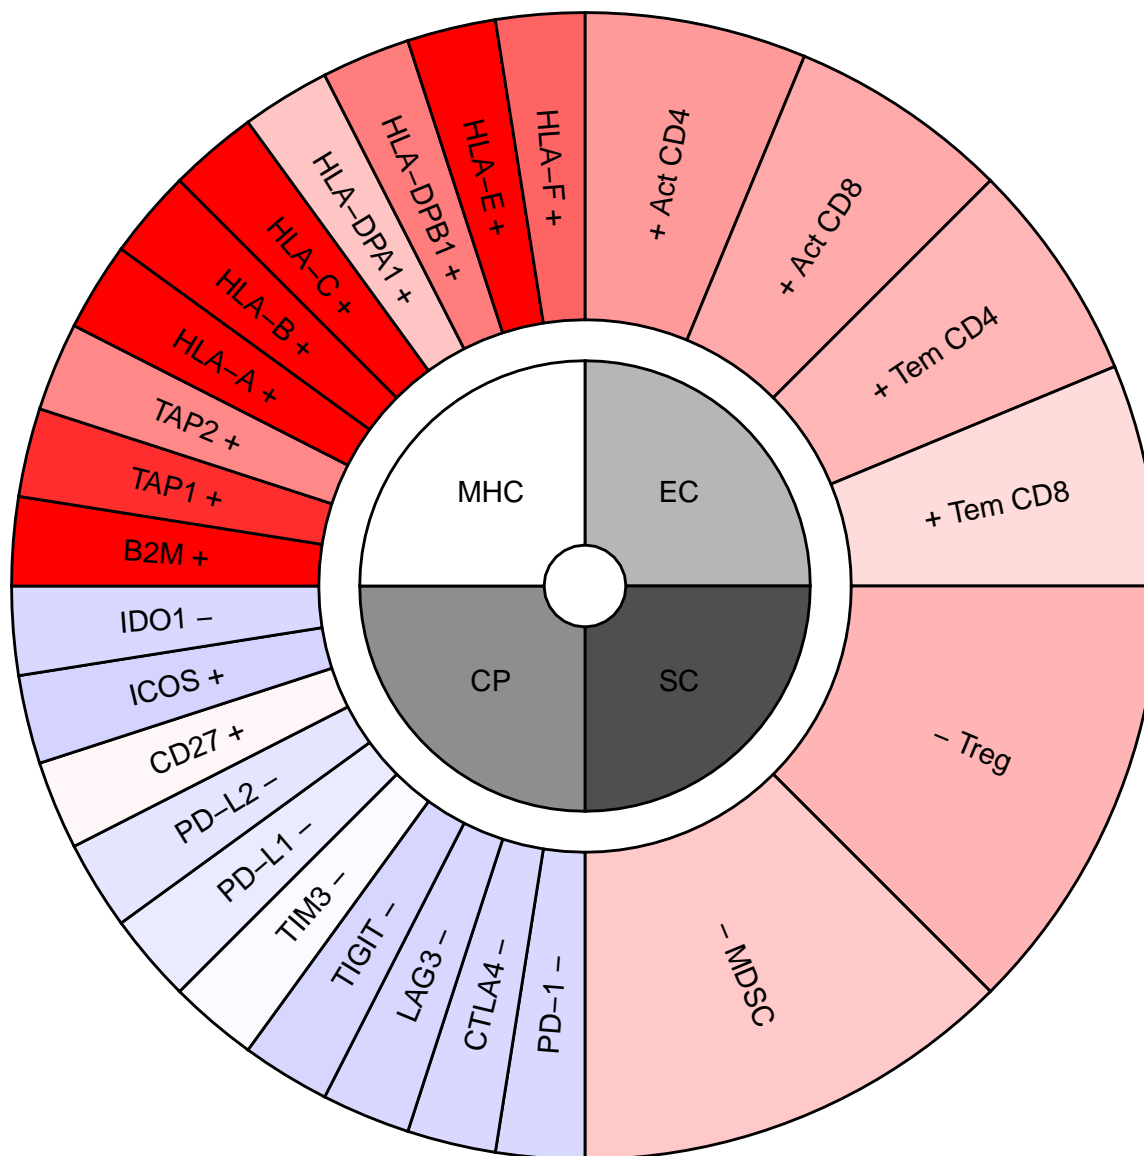 HLA–F +
HLA–E +
HLA–DPB1 +
HLA–DPA1 +
HLA–C +
HLA–B +
HLA–A +
TAP2 +
TAP1 +
B2M +
IDO1 –
ICOS +
CD27 +
PD–L2 –
PD–L1 –
TIM3 –
TIGIT –
LAG3 –
CTLA4 –
PD–1 –
+ Act CD4
+ Act CD8
+ Tem CD4
+ Tem CD8
– Treg
– MDSC
MHC
EC
CP
SC